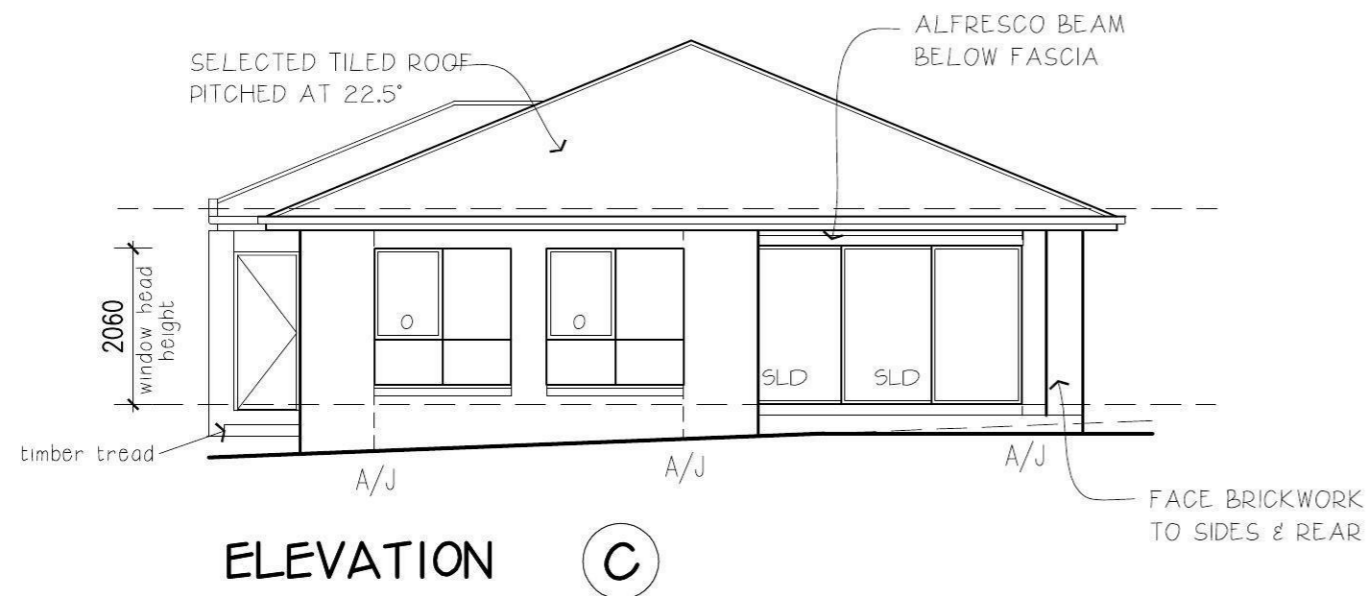 ALFRESCO BEAM
BELOW FASCIA
SELECTED TILED ROOF
PITCHED AT 22.5°
2060
window head
height
O
O
SLD
SLD
timber tread
A/J
A/J
A/J
FACE BRICKWORK
TO SIDES & REAR
ELEVATION C